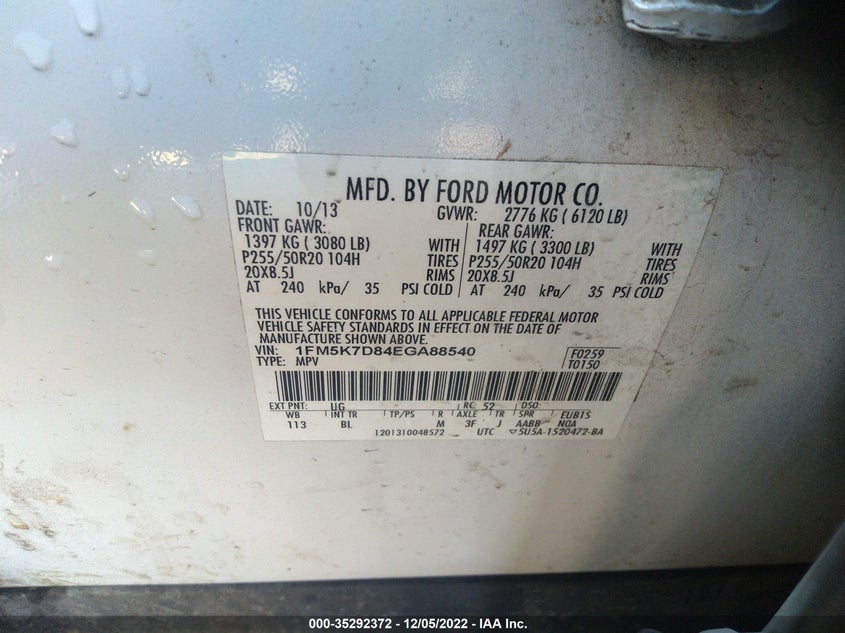 MFD. BY FORD MOTOR CO.
DATE: 10/13 GVWR: 2776 KG ( 6120 LB)
FRONT GAWR: REAR GAWR:
1397 KG ( 3080 LB) WITH 1497 KG ( 3300 LB) WITH
P255/50R20 104H TIRES P255/50R20 104H TIRES
20X8.5J RIMS 20X8.5J RIMS
AT 240 kPa/ 35 PSI COLD AT 240 kPa/ 35 PSI COLD
THIS VEHICLE CONFORMS TO ALL APPLICABLE FEDERAL MOTOR
VEHICLE SAFETY STANDARDS IN EFFECT ON THE DATE OF
MANUFACTURE SHOWN ABOVE.
VIN: 1FM5K7D84EGA88540 F0259
TYPE: MPV T0150
EXT PNT: UG RC: 52 DSO:
WB INT TR TP/PS R AXLE TR SPR EUB1S
113 BL M 3F J AABB N0A
1201310048572 UTC ▽5U5A-1520472-BA
000-35292372 - 12/05/2022 - IAA Inc.